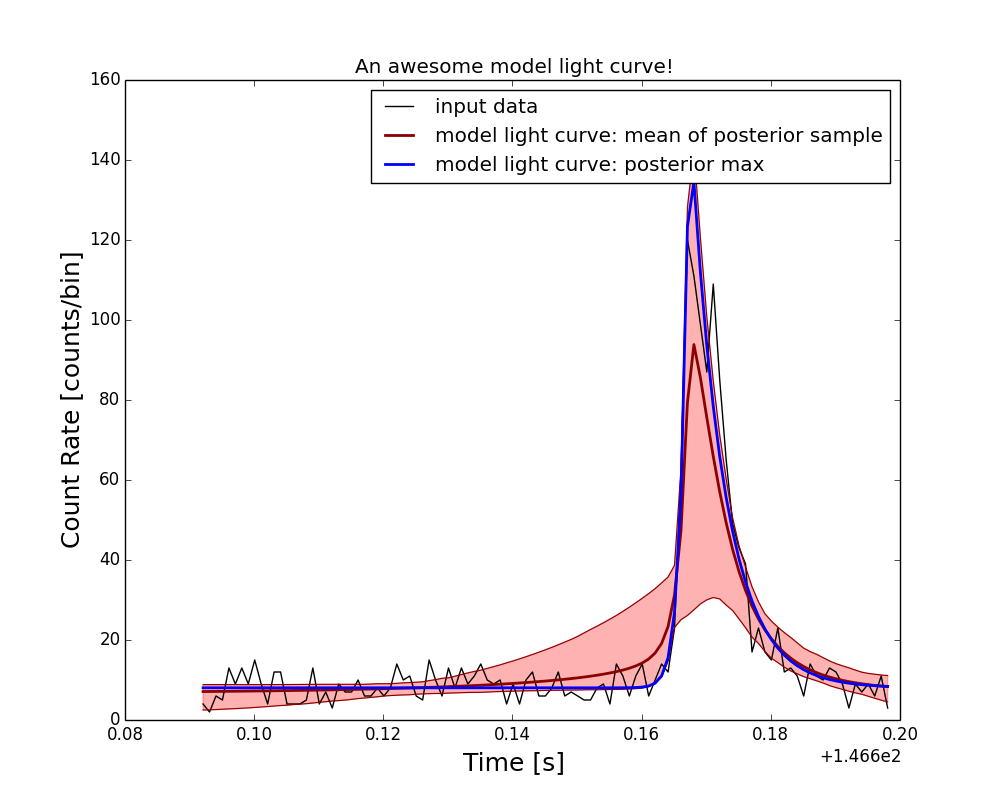 An awesome model light curve!
160
140
120
100
80
60
40
20
0
Count Rate [counts/bin]
input data
model light curve: mean of posterior sample
model light curve: posterior max
0.08 0.10 0.12 0.14 0.16 0.18 0.20
+1.466e2
Time [s]